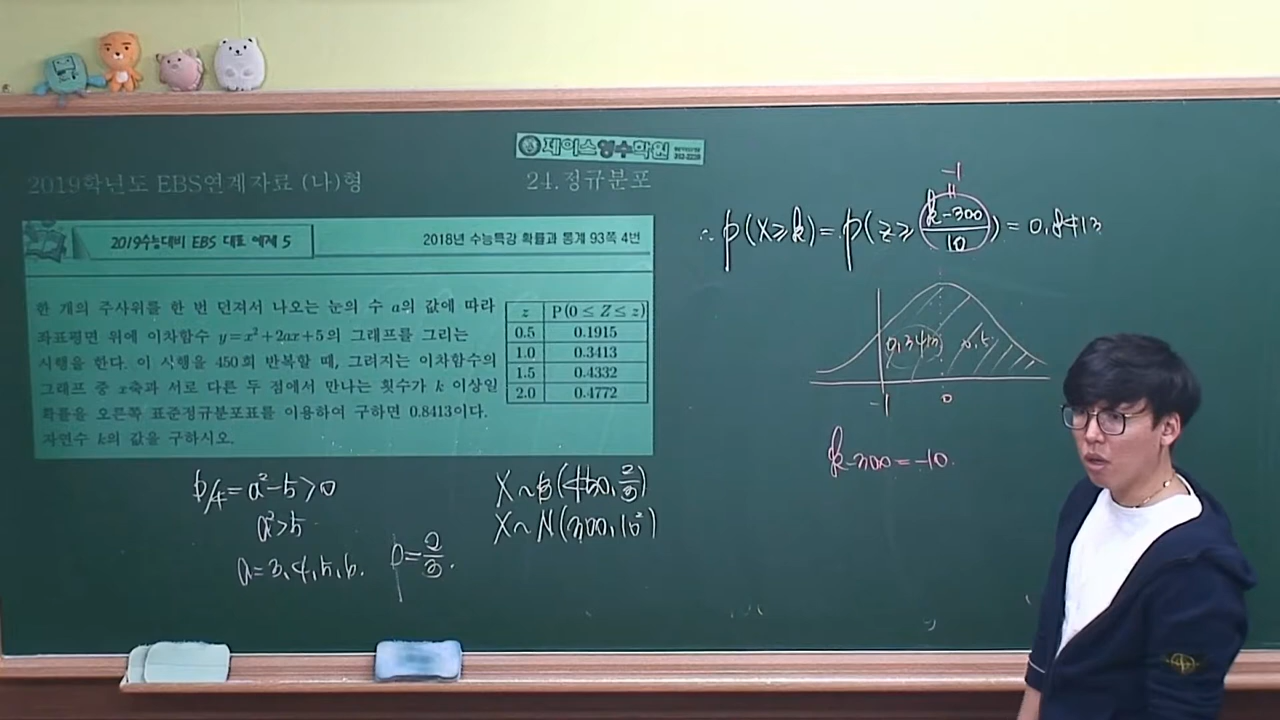 제이스영수학원
2019학년도 EBS연계자료 (나)형
24.정규분포
2019수능대비 EBS 대표 예제 5
2018년 수능특강 확률과 통계 93쪽 4번
한 개의 주사위를 한 번 던져서 나오는 눈의 수 a의 값에 따라
좌표평면 위에 이차함수 y=x²+2ax+5의 그래프를 그리는
시행을 한다. 이 시행을 450회 반복할 때, 그려지는 이차함수의
그래프 중 x축과 서로 다른 두 점에서 만나는 횟수가 k 이상일
확률을 오른쪽 표준정규분포표를 이용하여 구하면 0.8413이다.
자연수 k의 값을 구하시오.
z P(0≤Z≤z)
0.5 0.1915
1.0 0.3413
1.5 0.4332
2.0 0.4772
D/4=a²-5>0
a²>5
a=3,4,5,6.
p=2/3.
X~B(450,2/3)
X~N(300,10²)
-1
∴ p(X≥k)=p(z≥(k-300)/10)=0.8413
0.3413 0.5
-1 0
k-300=-10.